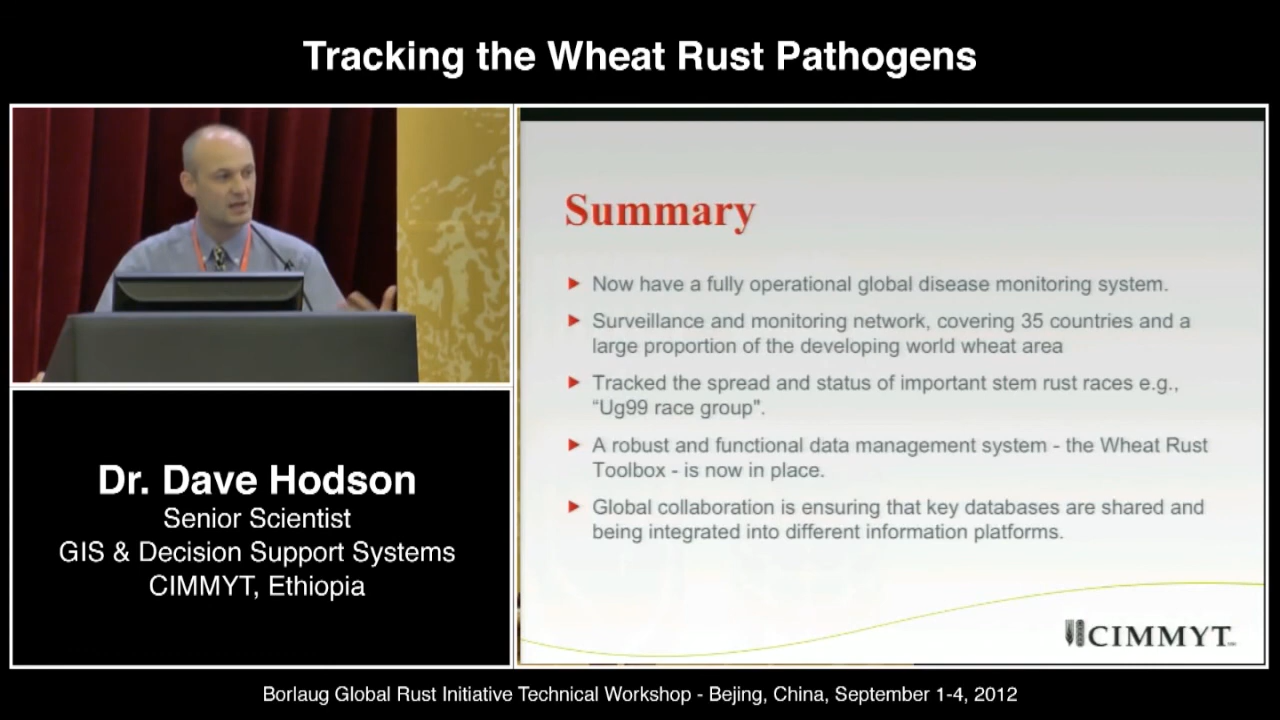 Tracking the Wheat Rust Pathogens
Summary
Now have a fully operational global disease monitoring system.
Surveillance and monitoring network, covering 35 countries and a
large proportion of the developing world wheat area
Tracked the spread and status of important stem rust races e.g.,
“Ug99 race group".
A robust and functional data management system - the Wheat Rust
Toolbox - is now in place.
Global collaboration is ensuring that key databases are shared and
being integrated into different information platforms.
CIMMYT
Dr. Dave Hodson
Senior Scientist
GIS & Decision Support Systems
CIMMYT, Ethiopia
Borlaug Global Rust Initiative Technical Workshop - Bejing, China, September 1-4, 2012